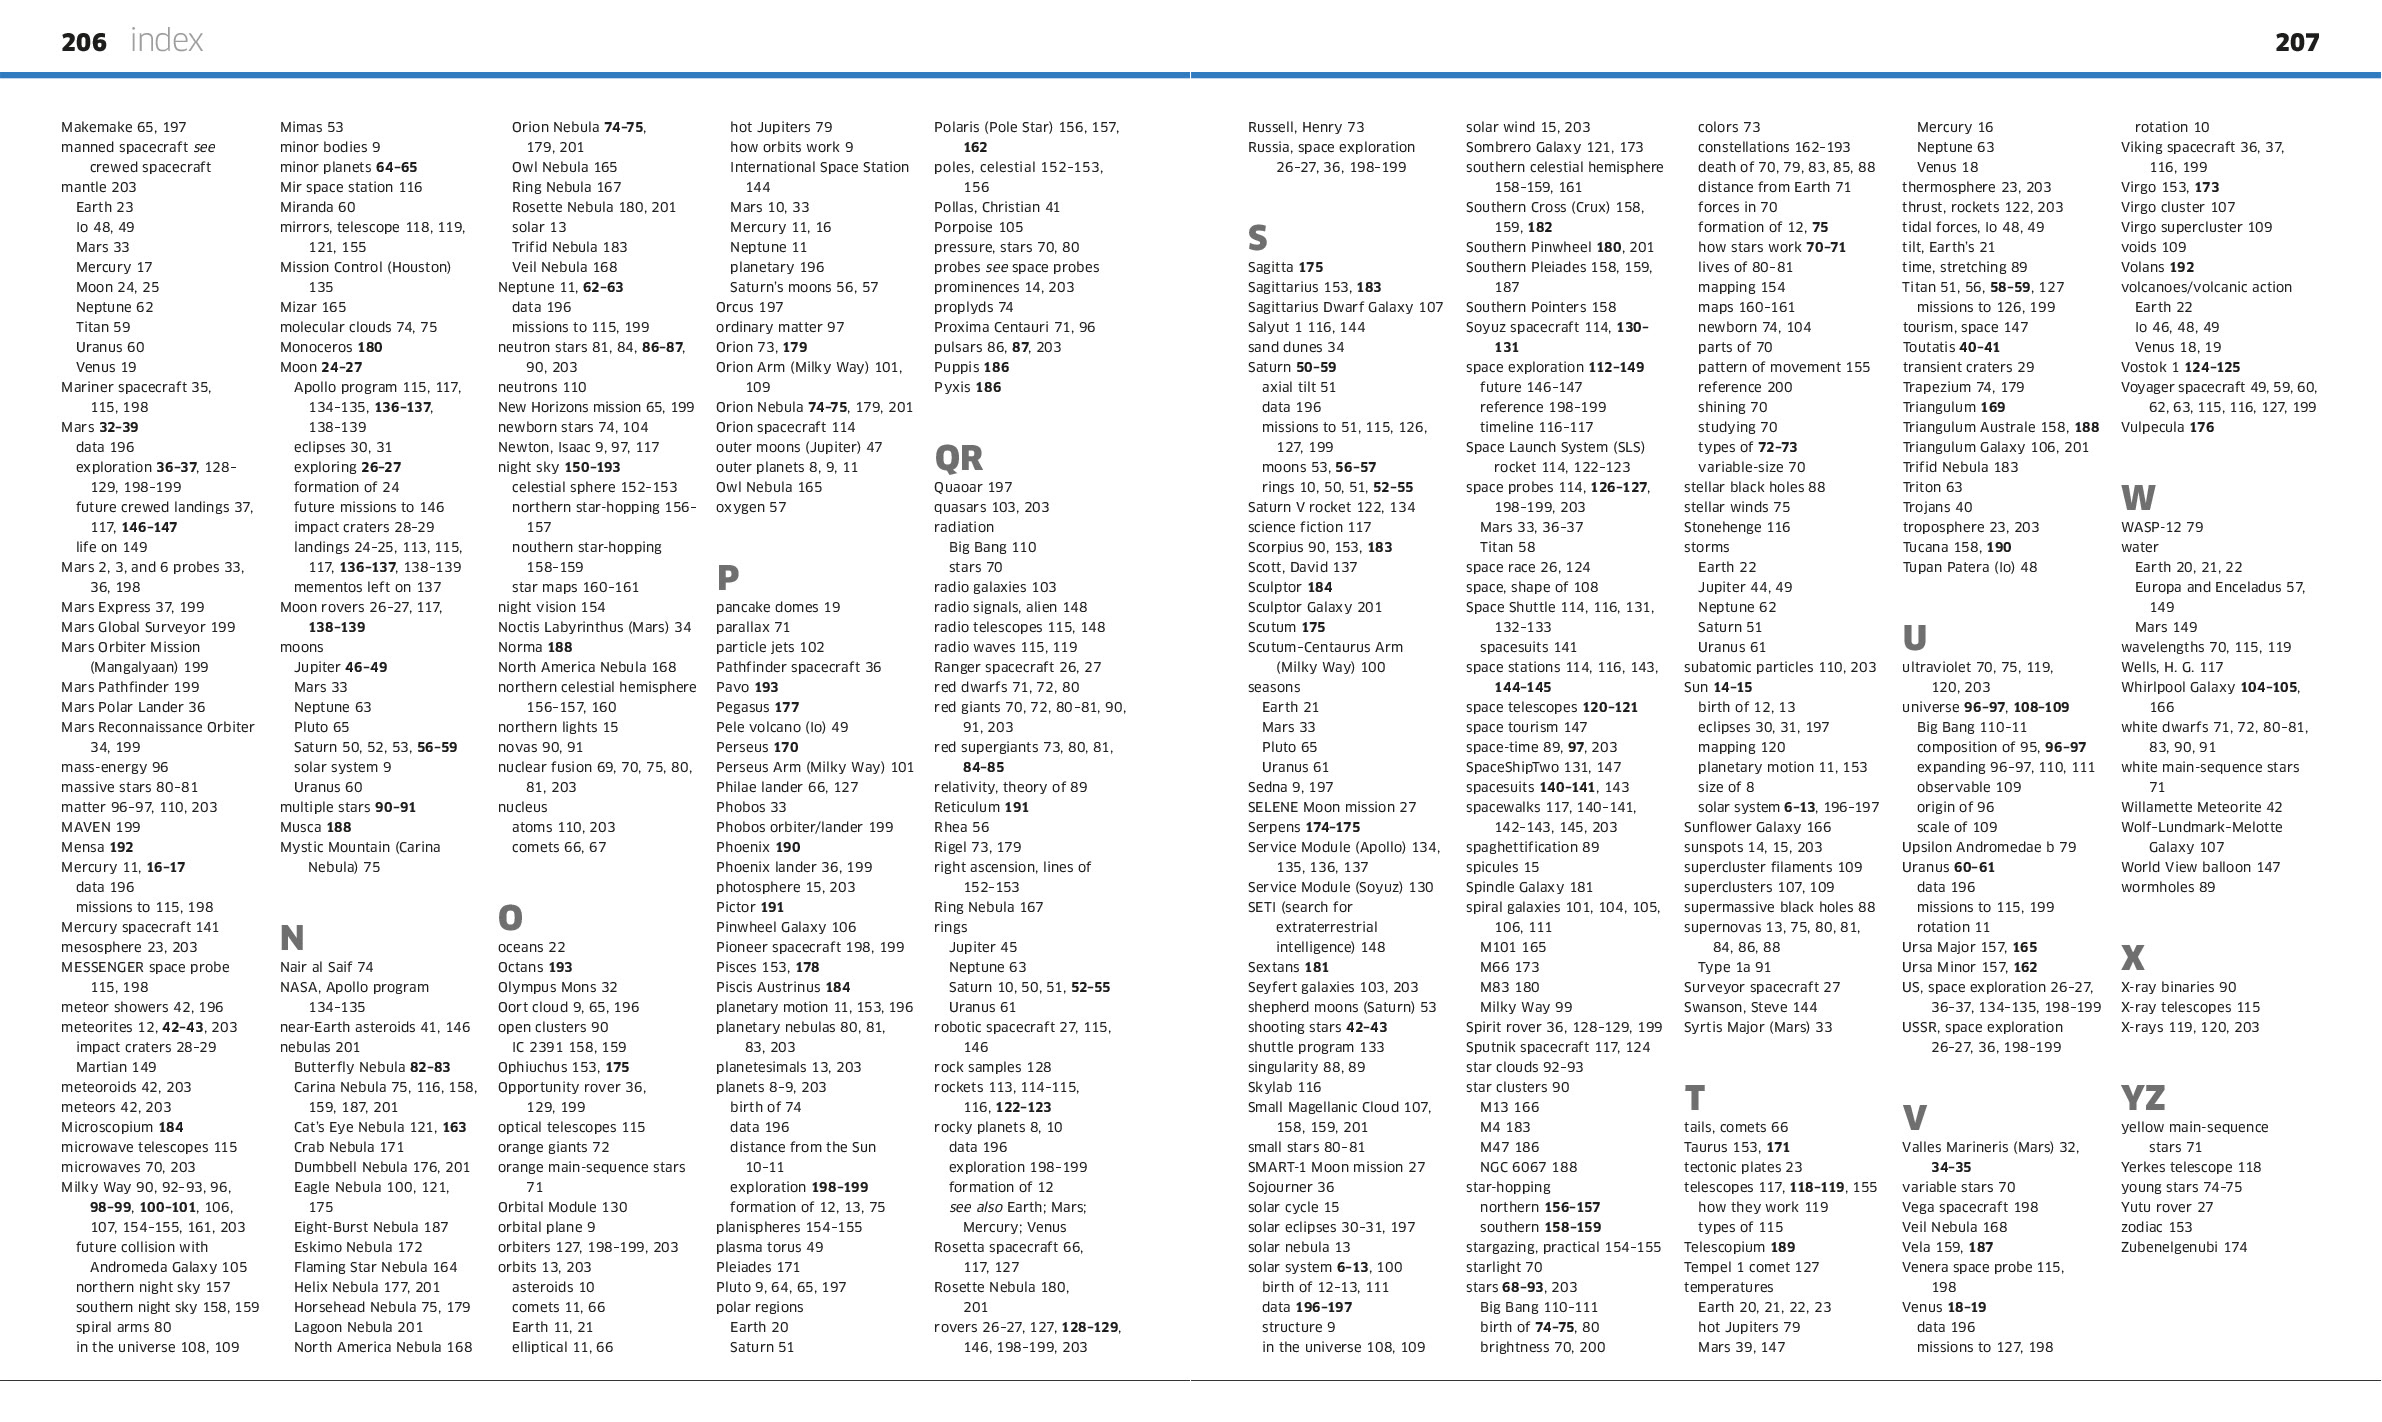 206 index
Makemake 65, 197
manned spacecraft see
crewed spacecraft
mantle 203
Earth 23
Io 48, 49
Mars 33
Mercury 17
Moon 24, 25
Neptune 62
Titan 59
Uranus 60
Venus 19
Mariner spacecraft 35,
115, 198
Mars 32–39
data 196
exploration 36–37, 128–
129, 198–199
future crewed landings 37,
117, 146–147
life on 149
Mars 2, 3, and 6 probes 33,
36, 198
Mars Express 37, 199
Mars Global Surveyor 199
Mars Orbiter Mission
(Mangalyaan) 199
Mars Pathfinder 199
Mars Polar Lander 36
Mars Reconnaissance Orbiter
34, 199
mass-energy 96
massive stars 80–81
matter 96–97, 110, 203
MAVEN 199
Mensa 192
Mercury 11, 16–17
data 196
missions to 115, 198
Mercury spacecraft 141
mesosphere 23, 203
MESSENGER space probe
115, 198
meteor showers 42, 196
meteorites 12, 42–43, 203
impact craters 28–29
Martian 149
meteoroids 42, 203
meteors 42, 203
Microscopium 184
microwave telescopes 115
microwaves 70, 203
Milky Way 90, 92–93, 96,
98–99, 100–101, 106,
107, 154–155, 161, 203
future collision with
Andromeda Galaxy 105
northern night sky 157
southern night sky 158, 159
spiral arms 80
in the universe 108, 109
Mimas 53
minor bodies 9
minor planets 64–65
Mir space station 116
Miranda 60
mirrors, telescope 118, 119,
121, 155
Mission Control (Houston)
135
Mizar 165
molecular clouds 74, 75
Monoceros 180
Moon 24–27
Apollo program 115, 117,
134–135, 136–137,
138–139
eclipses 30, 31
exploring 26–27
formation of 24
future missions to 146
impact craters 28–29
landings 24–25, 113, 115,
117, 136–137, 138–139
mementos left on 137
Moon rovers 26–27, 117,
138–139
moons
Jupiter 46–49
Mars 33
Neptune 63
Pluto 65
Saturn 50, 52, 53, 56–59
solar system 9
Uranus 60
multiple stars 90–91
Musca 188
Mystic Mountain (Carina
Nebula) 75
N
Nair al Saif 74
NASA, Apollo program
134–135
near-Earth asteroids 41, 146
nebulas 201
Butterfly Nebula 82–83
Carina Nebula 75, 116, 158,
159, 187, 201
Cat's Eye Nebula 121, 163
Crab Nebula 171
Dumbbell Nebula 176, 201
Eagle Nebula 100, 121,
175
Eight-Burst Nebula 187
Eskimo Nebula 172
Flaming Star Nebula 164
Helix Nebula 177, 201
Horsehead Nebula 75, 179
Lagoon Nebula 201
North America Nebula 168
Orion Nebula 74–75,
179, 201
Owl Nebula 165
Ring Nebula 167
Rosette Nebula 180, 201
solar 13
Trifid Nebula 183
Veil Nebula 168
Neptune 11, 62–63
data 196
missions to 115, 199
neutron stars 81, 84, 86–87,
90, 203
neutrons 110
New Horizons mission 65, 199
newborn stars 74, 104
Newton, Isaac 9, 97, 117
night sky 150–193
celestial sphere 152–153
northern star-hopping 156–
157
nouthern star-hopping
158–159
star maps 160–161
night vision 154
Noctis Labyrinthus (Mars) 34
Norma 188
North America Nebula 168
northern celestial hemisphere
156–157, 160
northern lights 15
novas 90, 91
nuclear fusion 69, 70, 75, 80,
81, 203
nucleus
atoms 110, 203
comets 66, 67
O
oceans 22
Octans 193
Olympus Mons 32
Oort cloud 9, 65, 196
open clusters 90
IC 2391 158, 159
Ophiuchus 153, 175
Opportunity rover 36,
129, 199
optical telescopes 115
orange giants 72
orange main-sequence stars
71
Orbital Module 130
orbital plane 9
orbiters 127, 198–199, 203
orbits 13, 203
asteroids 10
comets 11, 66
Earth 11, 21
elliptical 11, 66
hot Jupiters 79
how orbits work 9
International Space Station
144
Mars 10, 33
Mercury 11, 16
Neptune 11
planetary 196
Saturn's moons 56, 57
Orcus 197
ordinary matter 97
Orion 73, 179
Orion Arm (Milky Way) 101,
109
Orion Nebula 74–75, 179, 201
Orion spacecraft 114
outer moons (Jupiter) 47
outer planets 8, 9, 11
Owl Nebula 165
oxygen 57
P
pancake domes 19
parallax 71
particle jets 102
Pathfinder spacecraft 36
Pavo 193
Pegasus 177
Pele volcano (Io) 49
Perseus 170
Perseus Arm (Milky Way) 101
Philae lander 66, 127
Phobos 33
Phobos orbiter/lander 199
Phoenix 190
Phoenix lander 36, 199
photosphere 15, 203
Pictor 191
Pinwheel Galaxy 106
Pioneer spacecraft 198, 199
Pisces 153, 178
Piscis Austrinus 184
planetary motion 11, 153, 196
planetary nebulas 80, 81,
83, 203
planetesimals 13, 203
planets 8–9, 203
birth of 74
data 196
distance from the Sun
10–11
exploration 198–199
formation of 12, 13, 75
planispheres 154–155
plasma torus 49
Pleiades 171
Pluto 9, 64, 65, 197
polar regions
Earth 20
Saturn 51
Polaris (Pole Star) 156, 157,
162
poles, celestial 152–153,
156
Pollas, Christian 41
Porpoise 105
pressure, stars 70, 80
probes see space probes
prominences 14, 203
proplyds 74
Proxima Centauri 71, 96
pulsars 86, 87, 203
Puppis 186
Pyxis 186
QR
Quaoar 197
quasars 103, 203
radiation
Big Bang 110
stars 70
radio galaxies 103
radio signals, alien 148
radio telescopes 115, 148
radio waves 115, 119
Ranger spacecraft 26, 27
red dwarfs 71, 72, 80
red giants 70, 72, 80–81, 90,
91, 203
red supergiants 73, 80, 81,
84–85
relativity, theory of 89
Reticulum 191
Rhea 56
Rigel 73, 179
right ascension, lines of
152–153
Ring Nebula 167
rings
Jupiter 45
Neptune 63
Saturn 10, 50, 51, 52–55
Uranus 61
robotic spacecraft 27, 115,
146
rock samples 128
rockets 113, 114–115,
116, 122–123
rocky planets 8, 10
data 196
exploration 198–199
formation of 12
see also Earth; Mars;
Mercury; Venus
Rosetta spacecraft 66,
117, 127
Rosette Nebula 180,
201
rovers 26–27, 127, 128–129,
146, 198–199, 203
207
Russell, Henry 73
Russia, space exploration
26–27, 36, 198–199
S
Sagitta 175
Sagittarius 153, 183
Sagittarius Dwarf Galaxy 107
Salyut 1 116, 144
sand dunes 34
Saturn 50–59
axial tilt 51
data 196
missions to 51, 115, 126,
127, 199
moons 53, 56–57
rings 10, 50, 51, 52–55
Saturn V rocket 122, 134
science fiction 117
Scorpius 90, 153, 183
Scott, David 137
Sculptor 184
Sculptor Galaxy 201
Scutum 175
Scutum–Centaurus Arm
(Milky Way) 100
seasons
Earth 21
Mars 33
Pluto 65
Uranus 61
Sedna 9, 197
SELENE Moon mission 27
Serpens 174–175
Service Module (Apollo) 134,
135, 136, 137
Service Module (Soyuz) 130
SETI (search for
extraterrestrial
intelligence) 148
Sextans 181
Seyfert galaxies 103, 203
shepherd moons (Saturn) 53
shooting stars 42–43
shuttle program 133
singularity 88, 89
Skylab 116
Small Magellanic Cloud 107,
158, 159, 201
small stars 80–81
SMART-1 Moon mission 27
Sojourner 36
solar cycle 15
solar eclipses 30–31, 197
solar nebula 13
solar system 6–13, 100
birth of 12–13, 111
data 196–197
structure 9
in the universe 108, 109
solar wind 15, 203
Sombrero Galaxy 121, 173
southern celestial hemisphere
158–159, 161
Southern Cross (Crux) 158,
159, 182
Southern Pinwheel 180, 201
Southern Pleiades 158, 159,
187
Southern Pointers 158
Soyuz spacecraft 114, 130–
131
space exploration 112–149
future 146–147
reference 198–199
timeline 116–117
Space Launch System (SLS)
rocket 114, 122–123
space probes 114, 126–127,
198–199, 203
Mars 33, 36–37
Titan 58
space race 26, 124
space, shape of 108
Space Shuttle 114, 116, 131,
132–133
spacesuits 141
space stations 114, 116, 143,
144–145
space telescopes 120–121
space tourism 147
space-time 89, 97, 203
SpaceShipTwo 131, 147
spacesuits 140–141, 143
spacewalks 117, 140–141,
142–143, 145, 203
spaghettification 89
spicules 15
Spindle Galaxy 181
spiral galaxies 101, 104, 105,
106, 111
M101 165
M66 173
M83 180
Milky Way 99
Spirit rover 36, 128–129, 199
Sputnik spacecraft 117, 124
star clouds 92–93
star clusters 90
M13 166
M4 183
M47 186
NGC 6067 188
star-hopping
northern 156–157
southern 158–159
stargazing, practical 154–155
starlight 70
stars 68–93, 203
Big Bang 110–111
birth of 74–75, 80
brightness 70, 200
colors 73
constellations 162–193
death of 70, 79, 83, 85, 88
distance from Earth 71
forces in 70
formation of 12, 75
how stars work 70–71
lives of 80–81
mapping 154
maps 160–161
newborn 74, 104
parts of 70
pattern of movement 155
reference 200
shining 70
studying 70
types of 72–73
variable-size 70
stellar black holes 88
stellar winds 75
Stonehenge 116
storms
Earth 22
Jupiter 44, 49
Neptune 62
Saturn 51
Uranus 61
subatomic particles 110, 203
Sun 14–15
birth of 12, 13
eclipses 30, 31, 197
mapping 120
planetary motion 11, 153
size of 8
solar system 6–13, 196–197
Sunflower Galaxy 166
sunspots 14, 15, 203
supercluster filaments 109
superclusters 107, 109
supermassive black holes 88
supernovas 13, 75, 80, 81,
84, 86, 88
Type 1a 91
Surveyor spacecraft 27
Swanson, Steve 144
Syrtis Major (Mars) 33
T
tails, comets 66
Taurus 153, 171
tectonic plates 23
telescopes 117, 118–119, 155
how they work 119
types of 115
Telescopium 189
Tempel 1 comet 127
temperatures
Earth 20, 21, 22, 23
hot Jupiters 79
Mars 39, 147
Mercury 16
Neptune 63
Venus 18
thermosphere 23, 203
thrust, rockets 122, 203
tidal forces, Io 48, 49
tilt, Earth's 21
time, stretching 89
Titan 51, 56, 58–59, 127
missions to 126, 199
tourism, space 147
Toutatis 40–41
transient craters 29
Trapezium 74, 179
Triangulum 169
Triangulum Australe 158, 188
Triangulum Galaxy 106, 201
Trifid Nebula 183
Triton 63
Trojans 40
troposphere 23, 203
Tucana 158, 190
Tupan Patera (Io) 48
U
ultraviolet 70, 75, 119,
120, 203
universe 96–97, 108–109
Big Bang 110–11
composition of 95, 96–97
expanding 96–97, 110, 111
observable 109
origin of 96
scale of 109
Upsilon Andromedae b 79
Uranus 60–61
data 196
missions to 115, 199
rotation 11
Ursa Major 157, 165
Ursa Minor 157, 162
US, space exploration 26–27,
36–37, 134–135, 198–199
USSR, space exploration
26–27, 36, 198–199
V
Valles Marineris (Mars) 32,
34–35
variable stars 70
Vega spacecraft 198
Veil Nebula 168
Vela 159, 187
Venera space probe 115,
198
Venus 18–19
data 196
missions to 127, 198
rotation 10
Viking spacecraft 36, 37,
116, 199
Virgo 153, 173
Virgo cluster 107
Virgo supercluster 109
voids 109
Volans 192
volcanoes/volcanic action
Earth 22
Io 46, 48, 49
Venus 18, 19
Vostok 1 124–125
Voyager spacecraft 49, 59, 60,
62, 63, 115, 116, 127, 199
Vulpecula 176
W
WASP-12 79
water
Earth 20, 21, 22
Europa and Enceladus 57,
149
Mars 149
wavelengths 70, 115, 119
Wells, H. G. 117
Whirlpool Galaxy 104–105,
166
white dwarfs 71, 72, 80–81,
83, 90, 91
white main-sequence stars
71
Willamette Meteorite 42
Wolf–Lundmark–Melotte
Galaxy 107
World View balloon 147
wormholes 89
X
X-ray binaries 90
X-ray telescopes 115
X-rays 119, 120, 203
YZ
yellow main-sequence
stars 71
Yerkes telescope 118
young stars 74–75
Yutu rover 27
zodiac 153
Zubenelgenubi 174